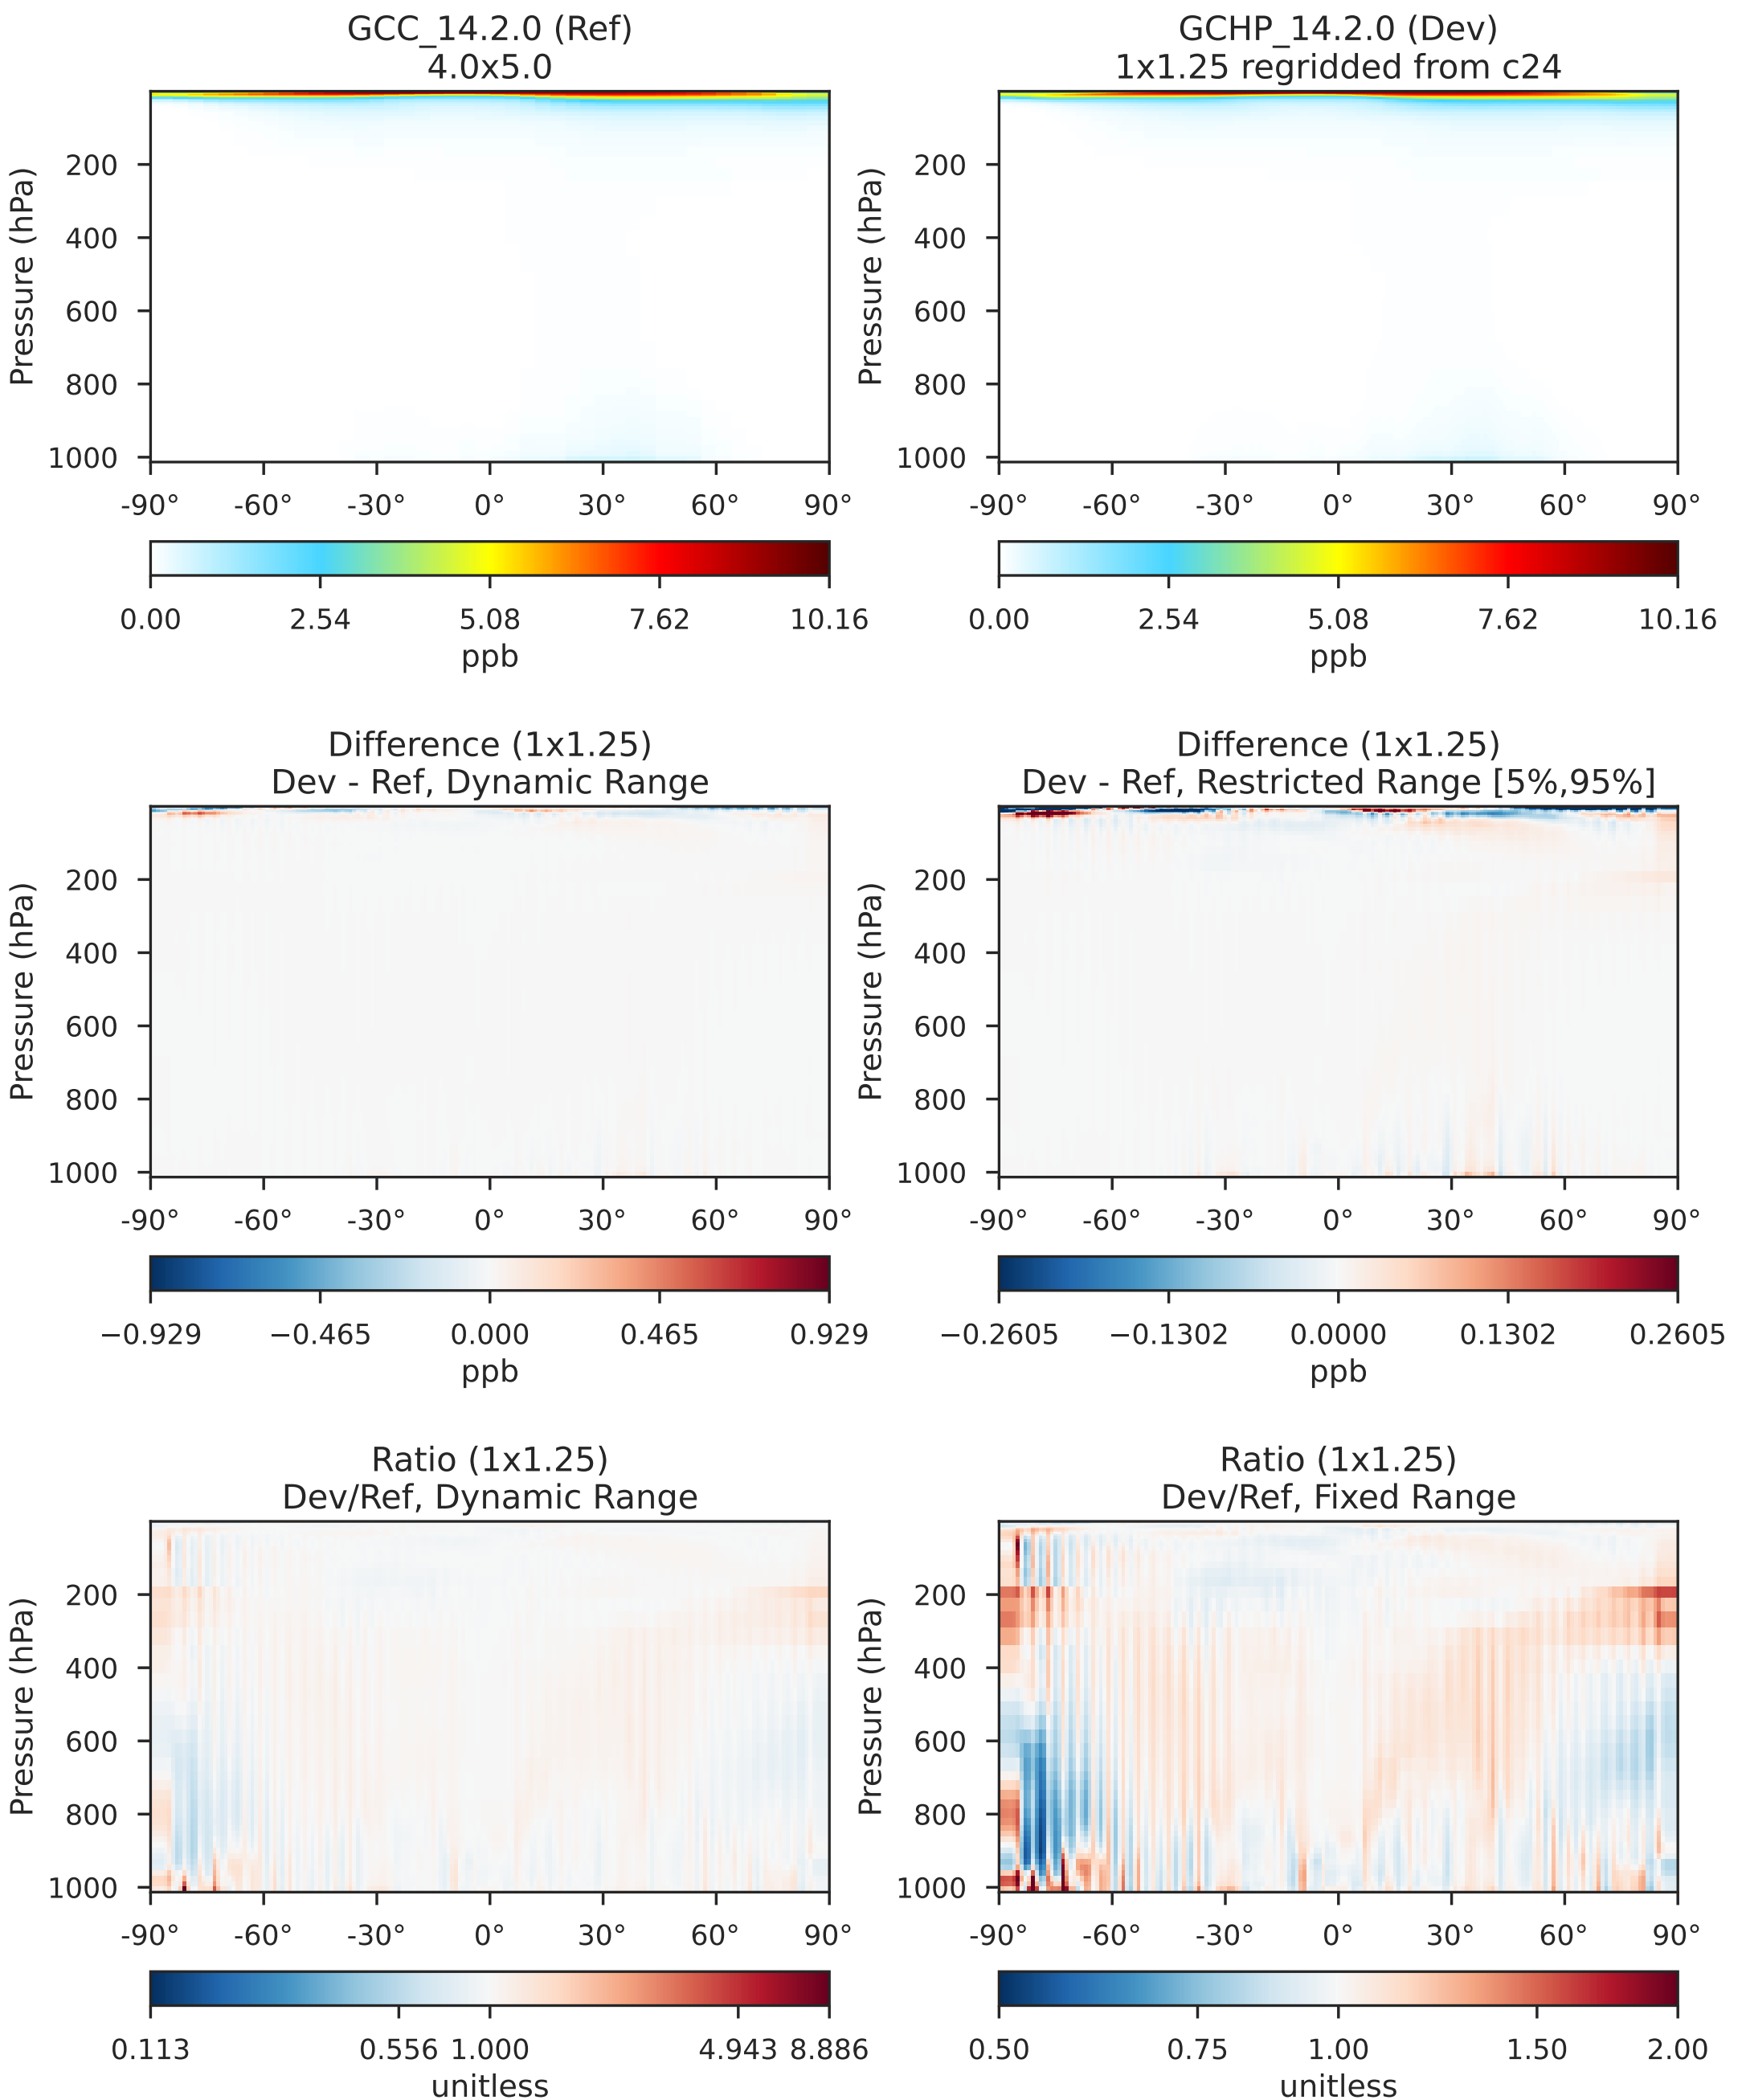 GCC_14.2.0 (Ref)
4.0x5.0
Pressure (hPa)
200
400
600
800
1000
-90° -60° -30° 0° 30° 60° 90°
0.00 2.54 5.08 7.62 10.16
ppb
GCHP_14.2.0 (Dev)
1x1.25 regridded from c24
Pressure (hPa)
200
400
600
800
1000
-90° -60° -30° 0° 30° 60° 90°
0.00 2.54 5.08 7.62 10.16
ppb
Difference (1x1.25)
Dev - Ref, Dynamic Range
Pressure (hPa)
200
400
600
800
1000
-90° -60° -30° 0° 30° 60° 90°
−0.929 −0.465 0.000 0.465 0.929
ppb
Difference (1x1.25)
Dev - Ref, Restricted Range [5%,95%]
Pressure (hPa)
200
400
600
800
1000
-90° -60° -30° 0° 30° 60° 90°
−0.2605 −0.1302 0.0000 0.1302 0.2605
ppb
Ratio (1x1.25)
Dev/Ref, Dynamic Range
Pressure (hPa)
200
400
600
800
1000
-90° -60° -30° 0° 30° 60° 90°
0.113 0.556 1.000 4.943 8.886
unitless
Ratio (1x1.25)
Dev/Ref, Fixed Range
Pressure (hPa)
200
400
600
800
1000
-90° -60° -30° 0° 30° 60° 90°
0.50 0.75 1.00 1.50 2.00
unitless